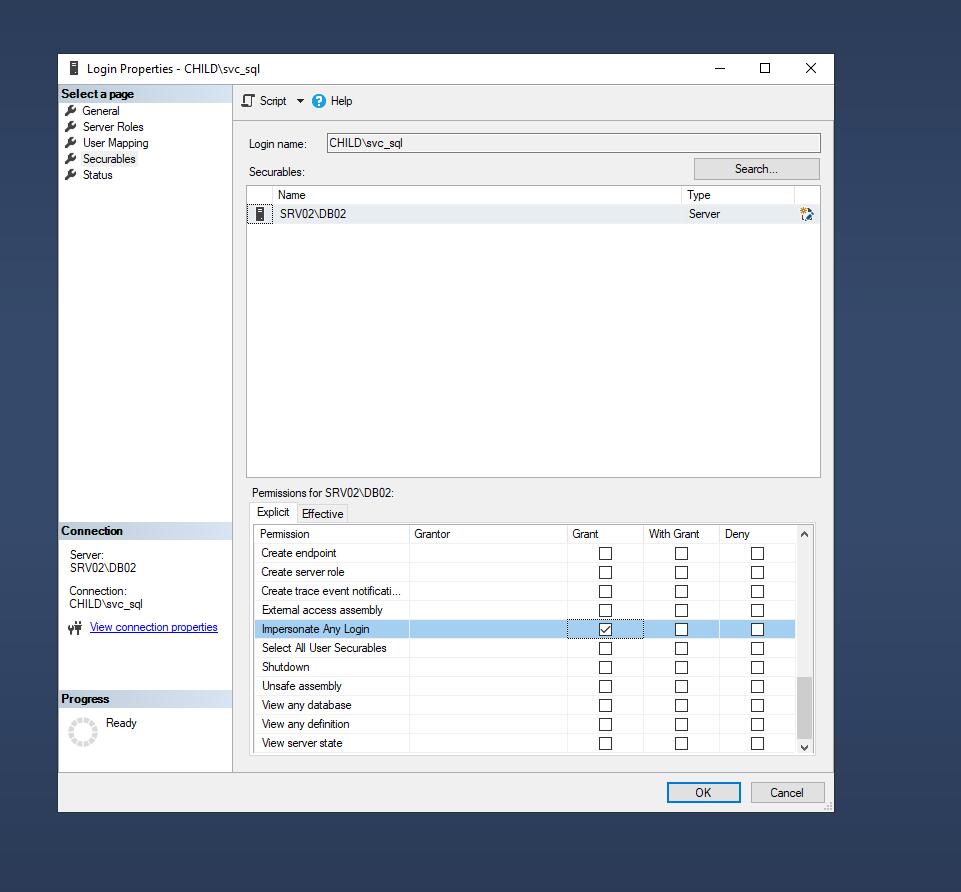 Login Properties - CHILD\svc_sql
Select a page
General
Server Roles
User Mapping
Securables
Status
Script
Help
Login name:
CHILD\svc_sql
Securables:
Search...
Name Type
SRV02\DB02 Server
Permissions for SRV02\DB02:
Explicit Effective
Permission Grantor Grant With Grant Deny
Create endpoint
Create server role
Create trace event notificati...
External access assembly
Impersonate Any Login
Select All User Securables
Shutdown
Unsafe assembly
View any database
View any definition
View server state
Connection
Server:
SRV02\DB02
Connection:
CHILD\svc_sql
View connection properties
Progress
Ready
OK Cancel